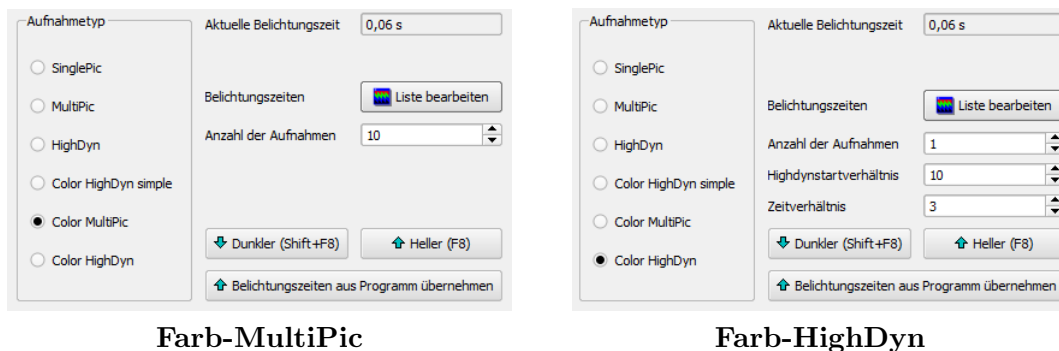 Aufnahmetyp
SinglePic
MultiPic
HighDyn
Color HighDyn simple
Color MultiPic
Color HighDyn
Aktuelle Belichtungszeit 0,06 s
Belichtungszeiten Liste bearbeiten
Anzahl der Aufnahmen 10
Dunkler (Shift+F8) Heller (F8)
Belichtungszeiten aus Programm übernehmen
Farb-MultiPic
Aufnahmetyp
SinglePic
MultiPic
HighDyn
Color HighDyn simple
Color MultiPic
Color HighDyn
Aktuelle Belichtungszeit 0,06 s
Belichtungszeiten Liste bearbeiten
Anzahl der Aufnahmen 1
Highdynstartverhältnis 10
Zeitverhältnis 3
Dunkler (Shift+F8) Heller (F8)
Belichtungszeiten aus Programm übernehmen
Farb-HighDyn